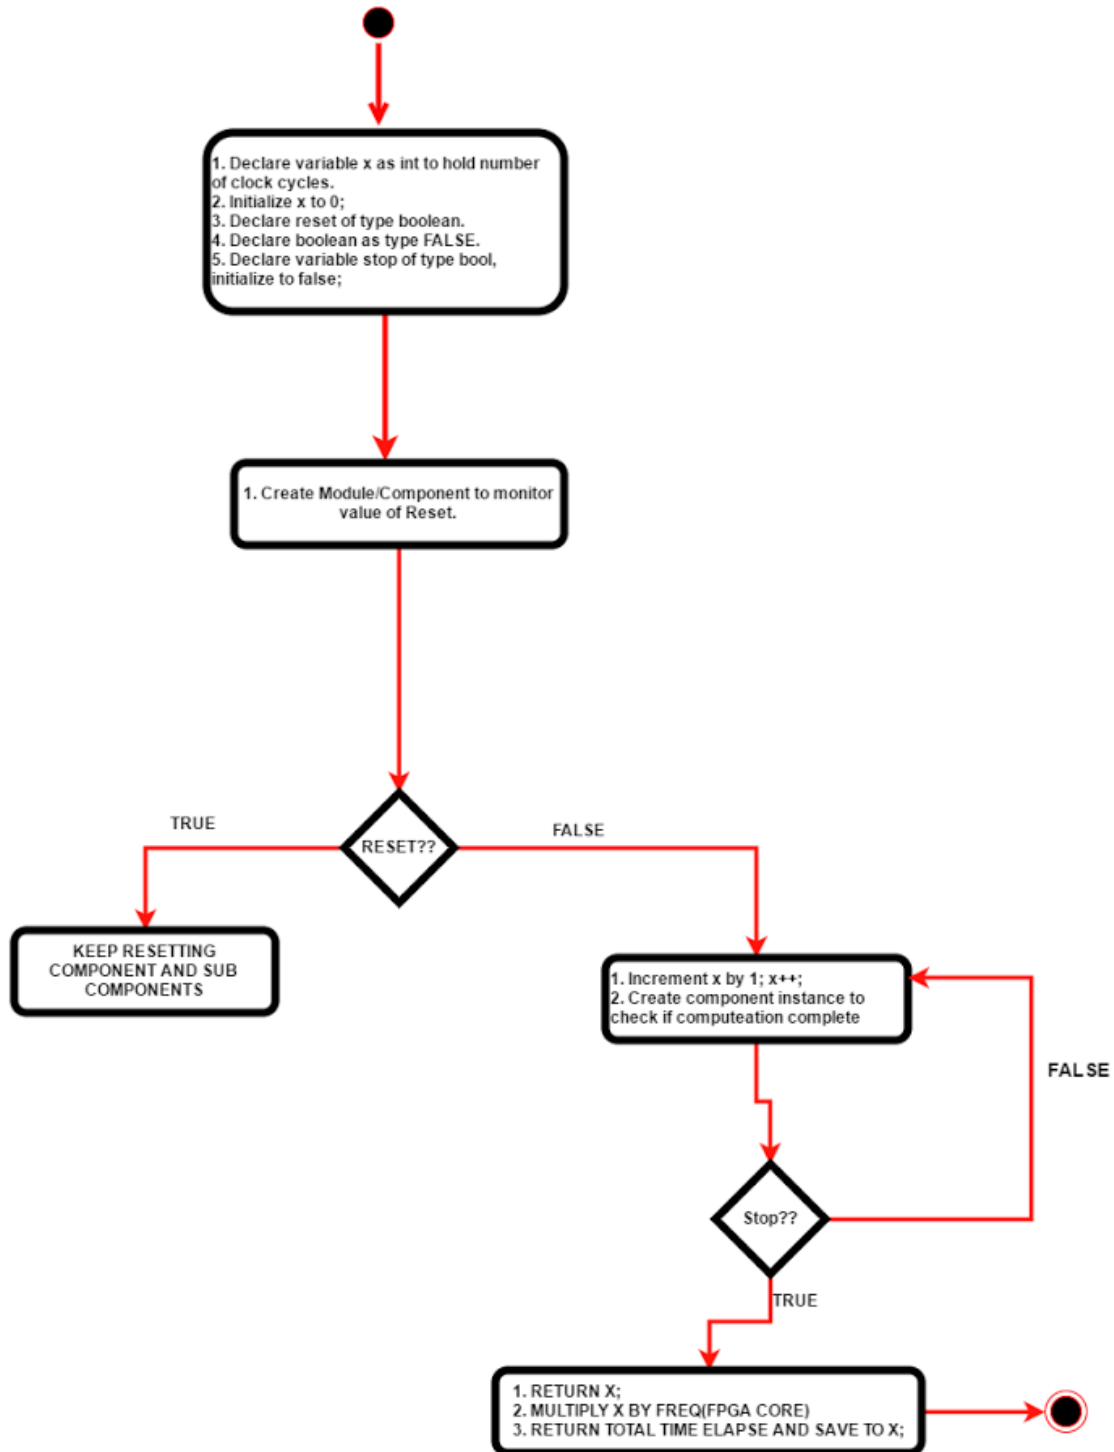 1. Declare variable x as int to hold number
of clock cycles.
2. Initialize x to 0;
3. Declare reset of type boolean.
4. Declare boolean as type FALSE.
5. Declare variable stop of type bool,
initialize to false;
1. Create Module/Component to monitor
value of Reset.
TRUE
FALSE
RESET??
KEEP RESETTING
COMPONENT AND SUB
COMPONENTS
1. Increment x by 1; x++;
2. Create component instance to
check if computeation complete
FALSE
Stop??
TRUE
1. RETURN X;
2. MULTIPLY X BY FREQ(FPGA CORE)
3. RETURN TOTAL TIME ELAPSE AND SAVE TO X;